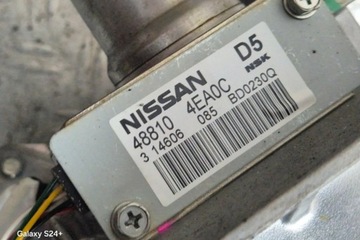 NISSAN D5
48810 4EA0C NSK
3 14606 085 BD0230Q
Galaxy S24+